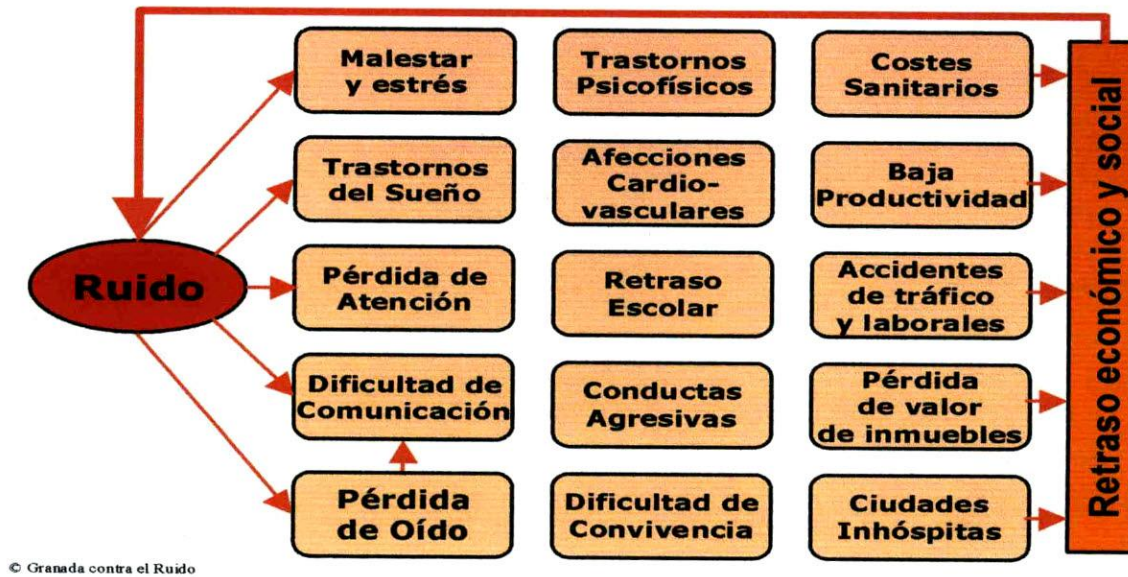 Malestar
y estrés
Trastornos
Psicofísicos
Costes
Sanitarios
Trastornos
del Sueño
Afecciones
Cardio-
vasculares
Baja
Productividad
Ruido
Pérdida de
Atención
Retraso
Escolar
Accidentes
de tráfico
y laborales
Dificultad de
Comunicación
Conductas
Agresivas
Pérdida
de valor
de inmuebles
Pérdida
de Oído
Dificultad de
Convivencia
Ciudades
Inhóspitas
Retraso económico y social
© Granada contra el Ruido